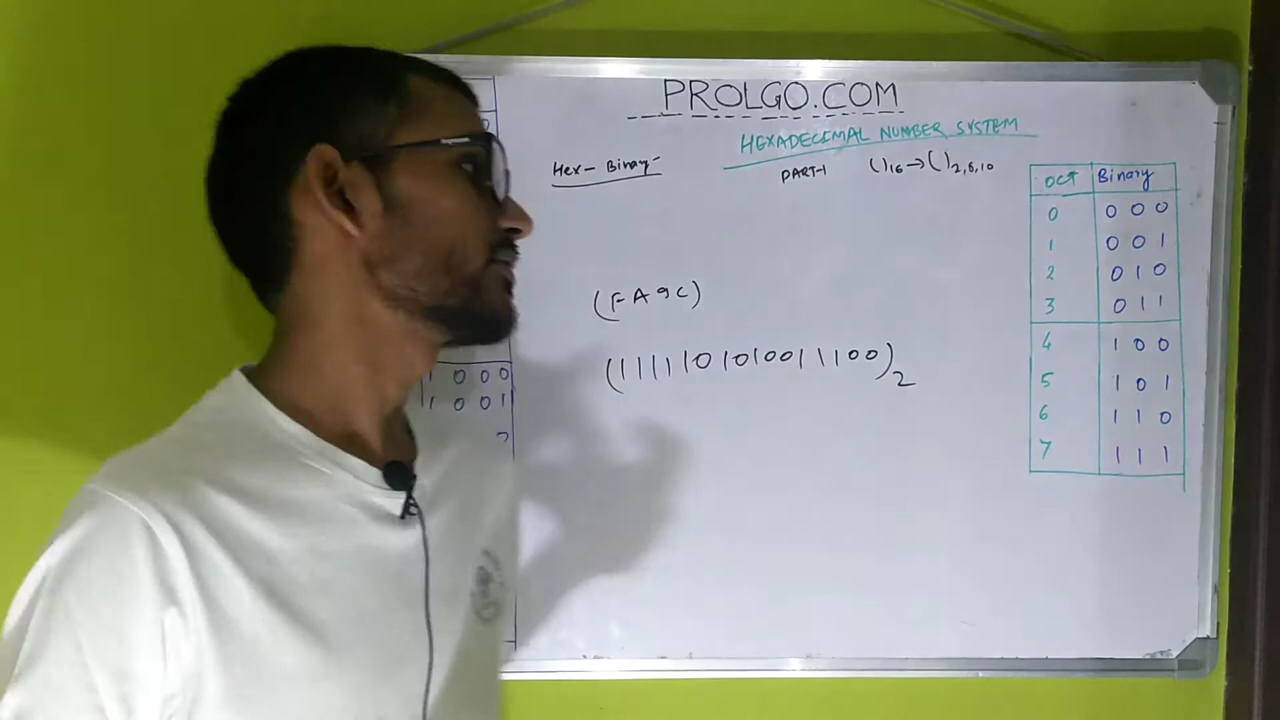 PROLGO.COM
HEXADECIMAL NUMBER SYSTEM
Hex - Binary -
PART-1 ( )16 → ( )2,8,10
(FA9C)
(1111101010011100)2
1 0 0 0
1 0 0 1
OCT Binary
0 0 0 0
1 0 0 1
2 0 1 0
3 0 1 1
4 1 0 0
5 1 0 1
6 1 1 0
7 1 1 1